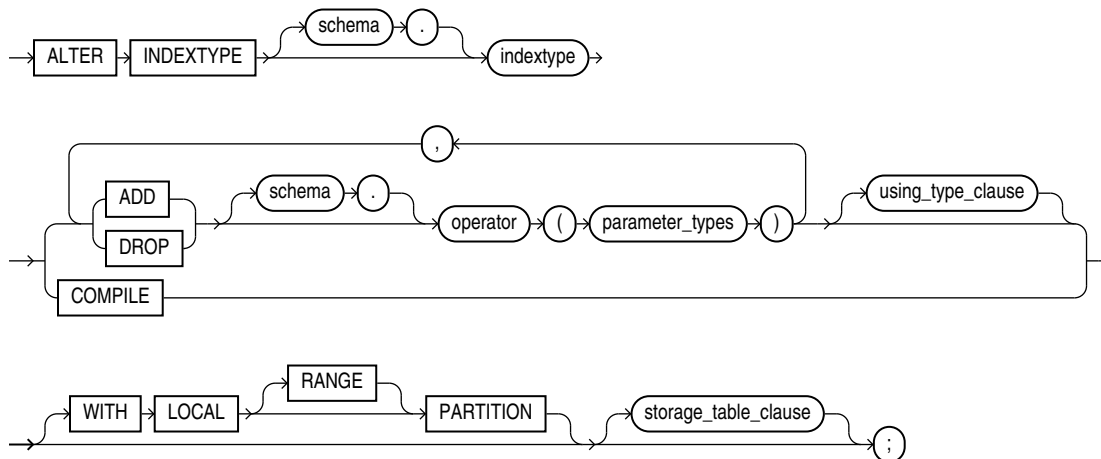 schema .
ALTER INDEXTYPE indextype
,
ADD schema . using_type_clause
operator ( parameter_types )
DROP
COMPILE
RANGE
WITH LOCAL PARTITION storage_table_clause
;